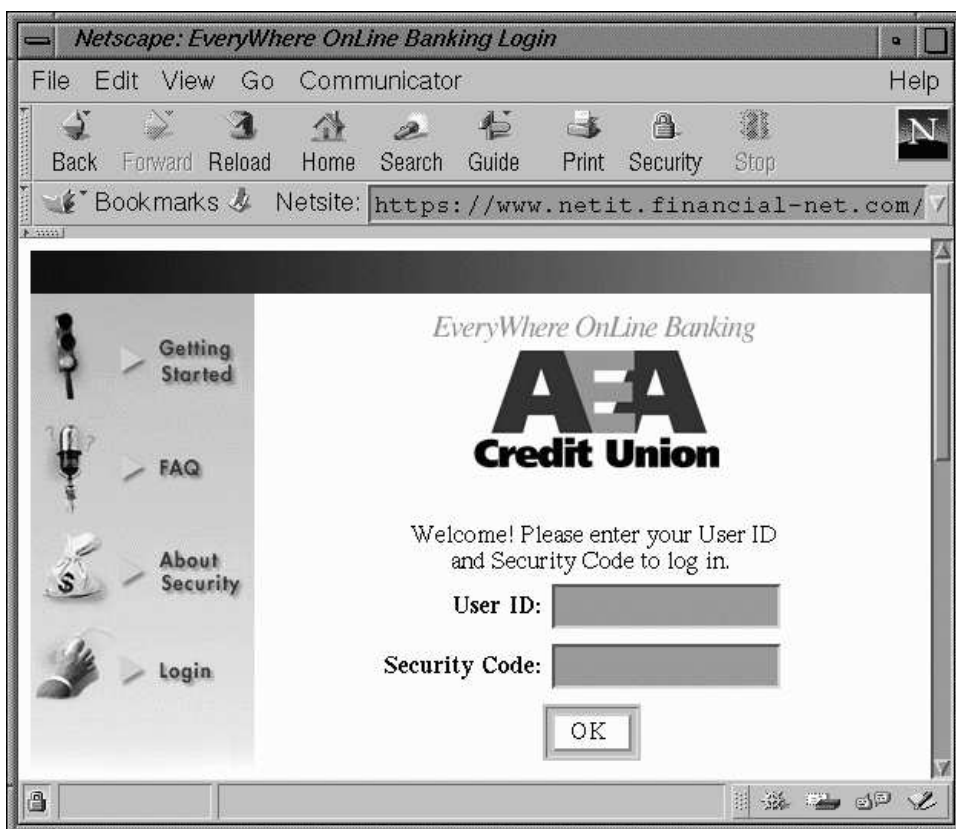 Netscape: EveryWhere OnLine Banking Login
File Edit View Go Communicator Help
Back Forward Reload Home Search Guide Print Security Stop
N
Bookmarks Netsite: https://www.netit.financial-net.com/
EveryWhere OnLine Banking
AEA
Credit Union
Getting
Started
? ?
FAQ
$
About
Security
Login
Welcome! Please enter your User ID
and Security Code to log in.
User ID:
Security Code:
OK